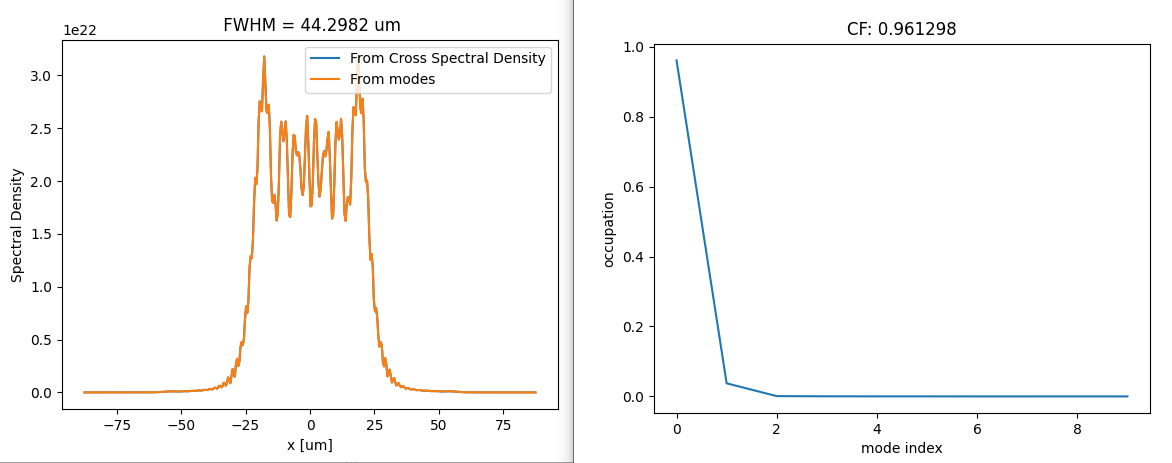 FWHM = 44.2982 um
1e22
From Cross Spectral Density
From modes
3.0
2.5
2.0
1.5
1.0
0.5
0.0
Spectral Density
−75 −50 −25 0 25 50 75
x [um]
CF: 0.961298
1.0
0.8
0.6
0.4
0.2
0.0
occupation
0 2 4 6 8
mode index